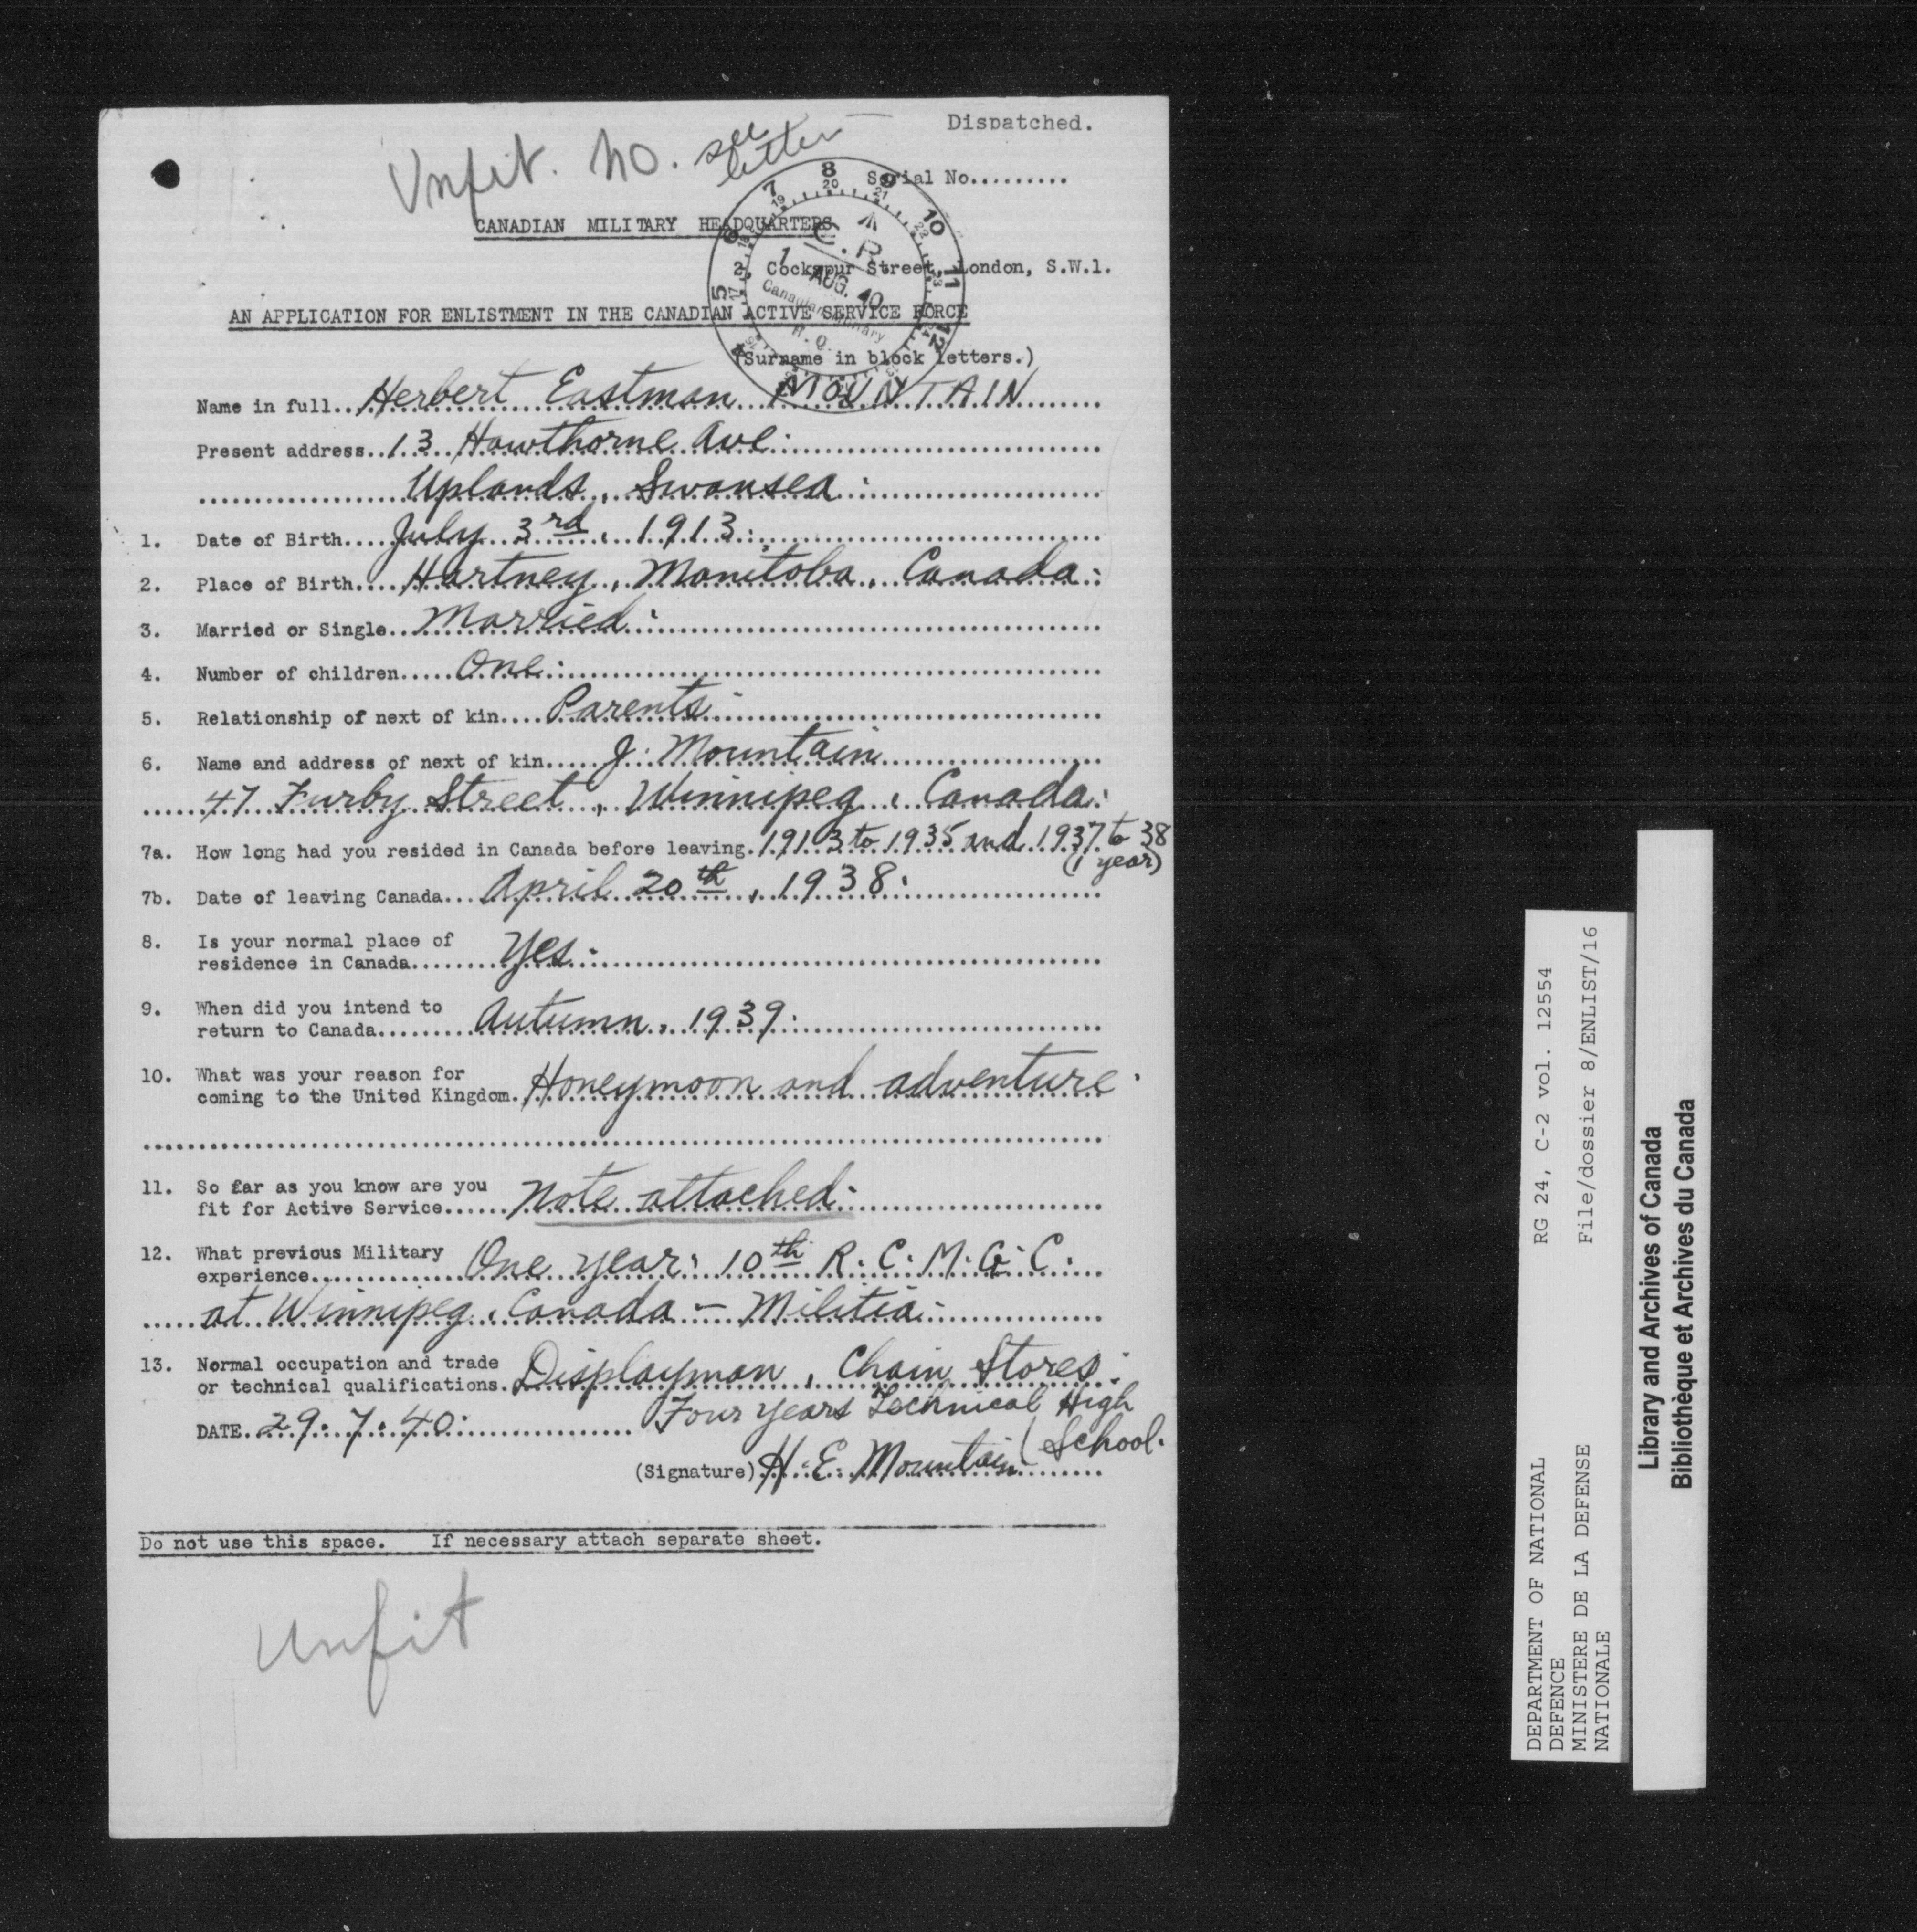 Dispatched.
Unfit. No. see letter
Serial No.........
CANADIAN MILITARY HEADQUARTERS
2, Cockspur Street, London, S.W.1.
C.R
1 AUG. 40
Canadian Military
H.Q.
AN APPLICATION FOR ENLISTMENT IN THE CANADIAN ACTIVE SERVICE FORCE
(Surname in block letters.)
Name in full.. Herbert Eastman MOUNTAIN
Present address.. 13 Hawthorne Ave:
Uplands, Swansea:
1. Date of Birth.... July 3rd, 1913:
2. Place of Birth.... Hartney, Manitoba, Canada:
3. Married or Single.. Married:
4. Number of children..... One:
5. Relationship of next of kin.... Parents:
6. Name and address of next of kin..... J. Mountain
47 Furby Street, Winnipeg, Canada:
7a. How long had you resided in Canada before leaving. 1913 to 1935 and 1937 to 38
(1 year)
7b. Date of leaving Canada... April 20th, 1938:
8. Is your normal place of
residence in Canada........ Yes:
9. When did you intend to
return to Canada........ Autumn, 1939:
10. What was your reason for
coming to the United Kingdom. Honeymoon and adventure.
11. So far as you know are you
fit for Active Service...... Note attached:
12. What previous Military
experience............. One year: 10th R.C.M.G.C.
at Winnipeg, Canada - Militia:
13. Normal occupation and trade
or technical qualifications. Displayman, Chain Stores:
Four years Technical High
(School.
DATE. 29.7.40:
(Signature) H.E. Mountain
Do not use this space. If necessary attach separate sheet.
Unfit
DEPARTMENT OF NATIONAL
DEFENCE
MINISTERE DE LA DEFENSE
NATIONALE
RG 24, C-2 vol. 12554
File/dossier 8/ENLIST/16
Library and Archives of Canada
Bibliothèque et Archives du Canada